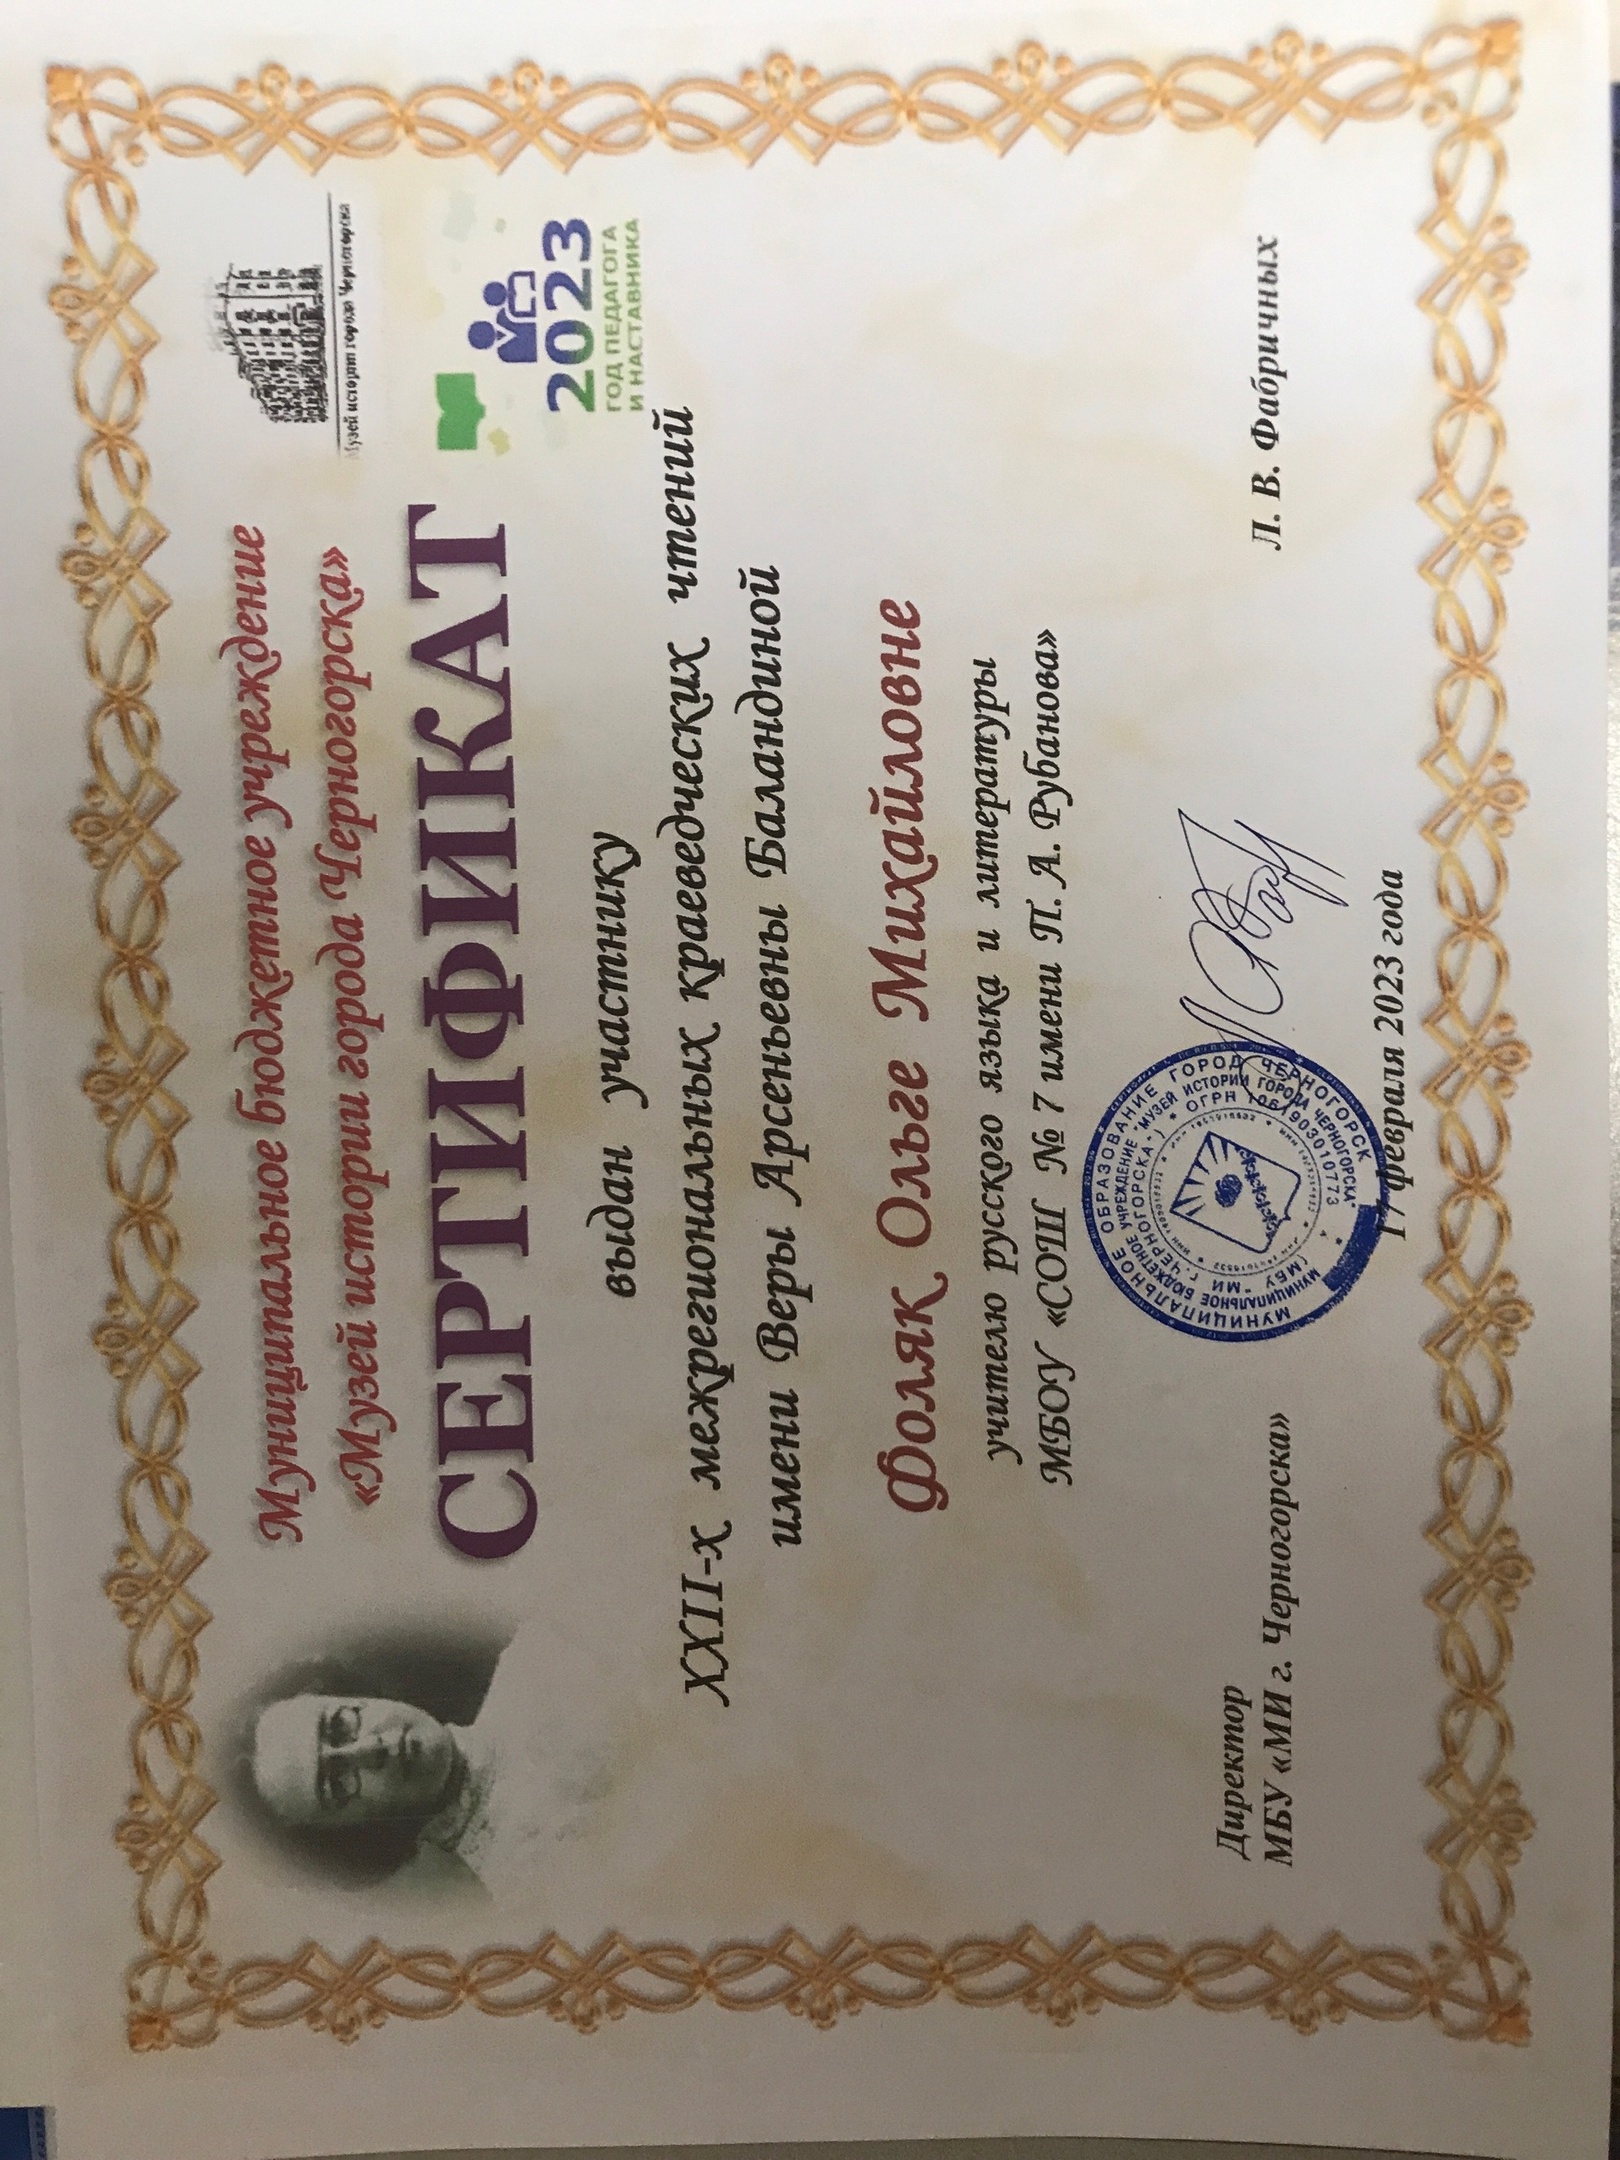 Муниципальное бюджетное учреждение
«Музей истории города Черногорска»
Музей истории города Черногорска
СЕРТИФИКАТ
2023
ГОД ПЕДАГОГА
И НАСТАВНИКА
выдан участнику
XXII-х межрегиональных краеведческих чтений
имени Веры Арсеньевны Баландиной
Фоляк Ольге Михайловне
учителю русского языка и литературы
МБОУ «СОШ № 7 имени П. А. Рубанова»
Директор
МБУ «МИ г. Черногорска»
Л. В. Фабричных
МУНИЦИПАЛЬНОЕ ОБРАЗОВАНИЕ ГОРОД ЧЕРНОГОРСК
МУНИЦИПАЛЬНОЕ БЮДЖЕТНОЕ УЧРЕЖДЕНИЕ "МУЗЕЙ ИСТОРИИ ГОРОДА ЧЕРНОГОРСКА"
(МБУ "МИ г. ЧЕРНОГОРСКА") * ОГРН 1061903010773 *
17 февраля 2023 года